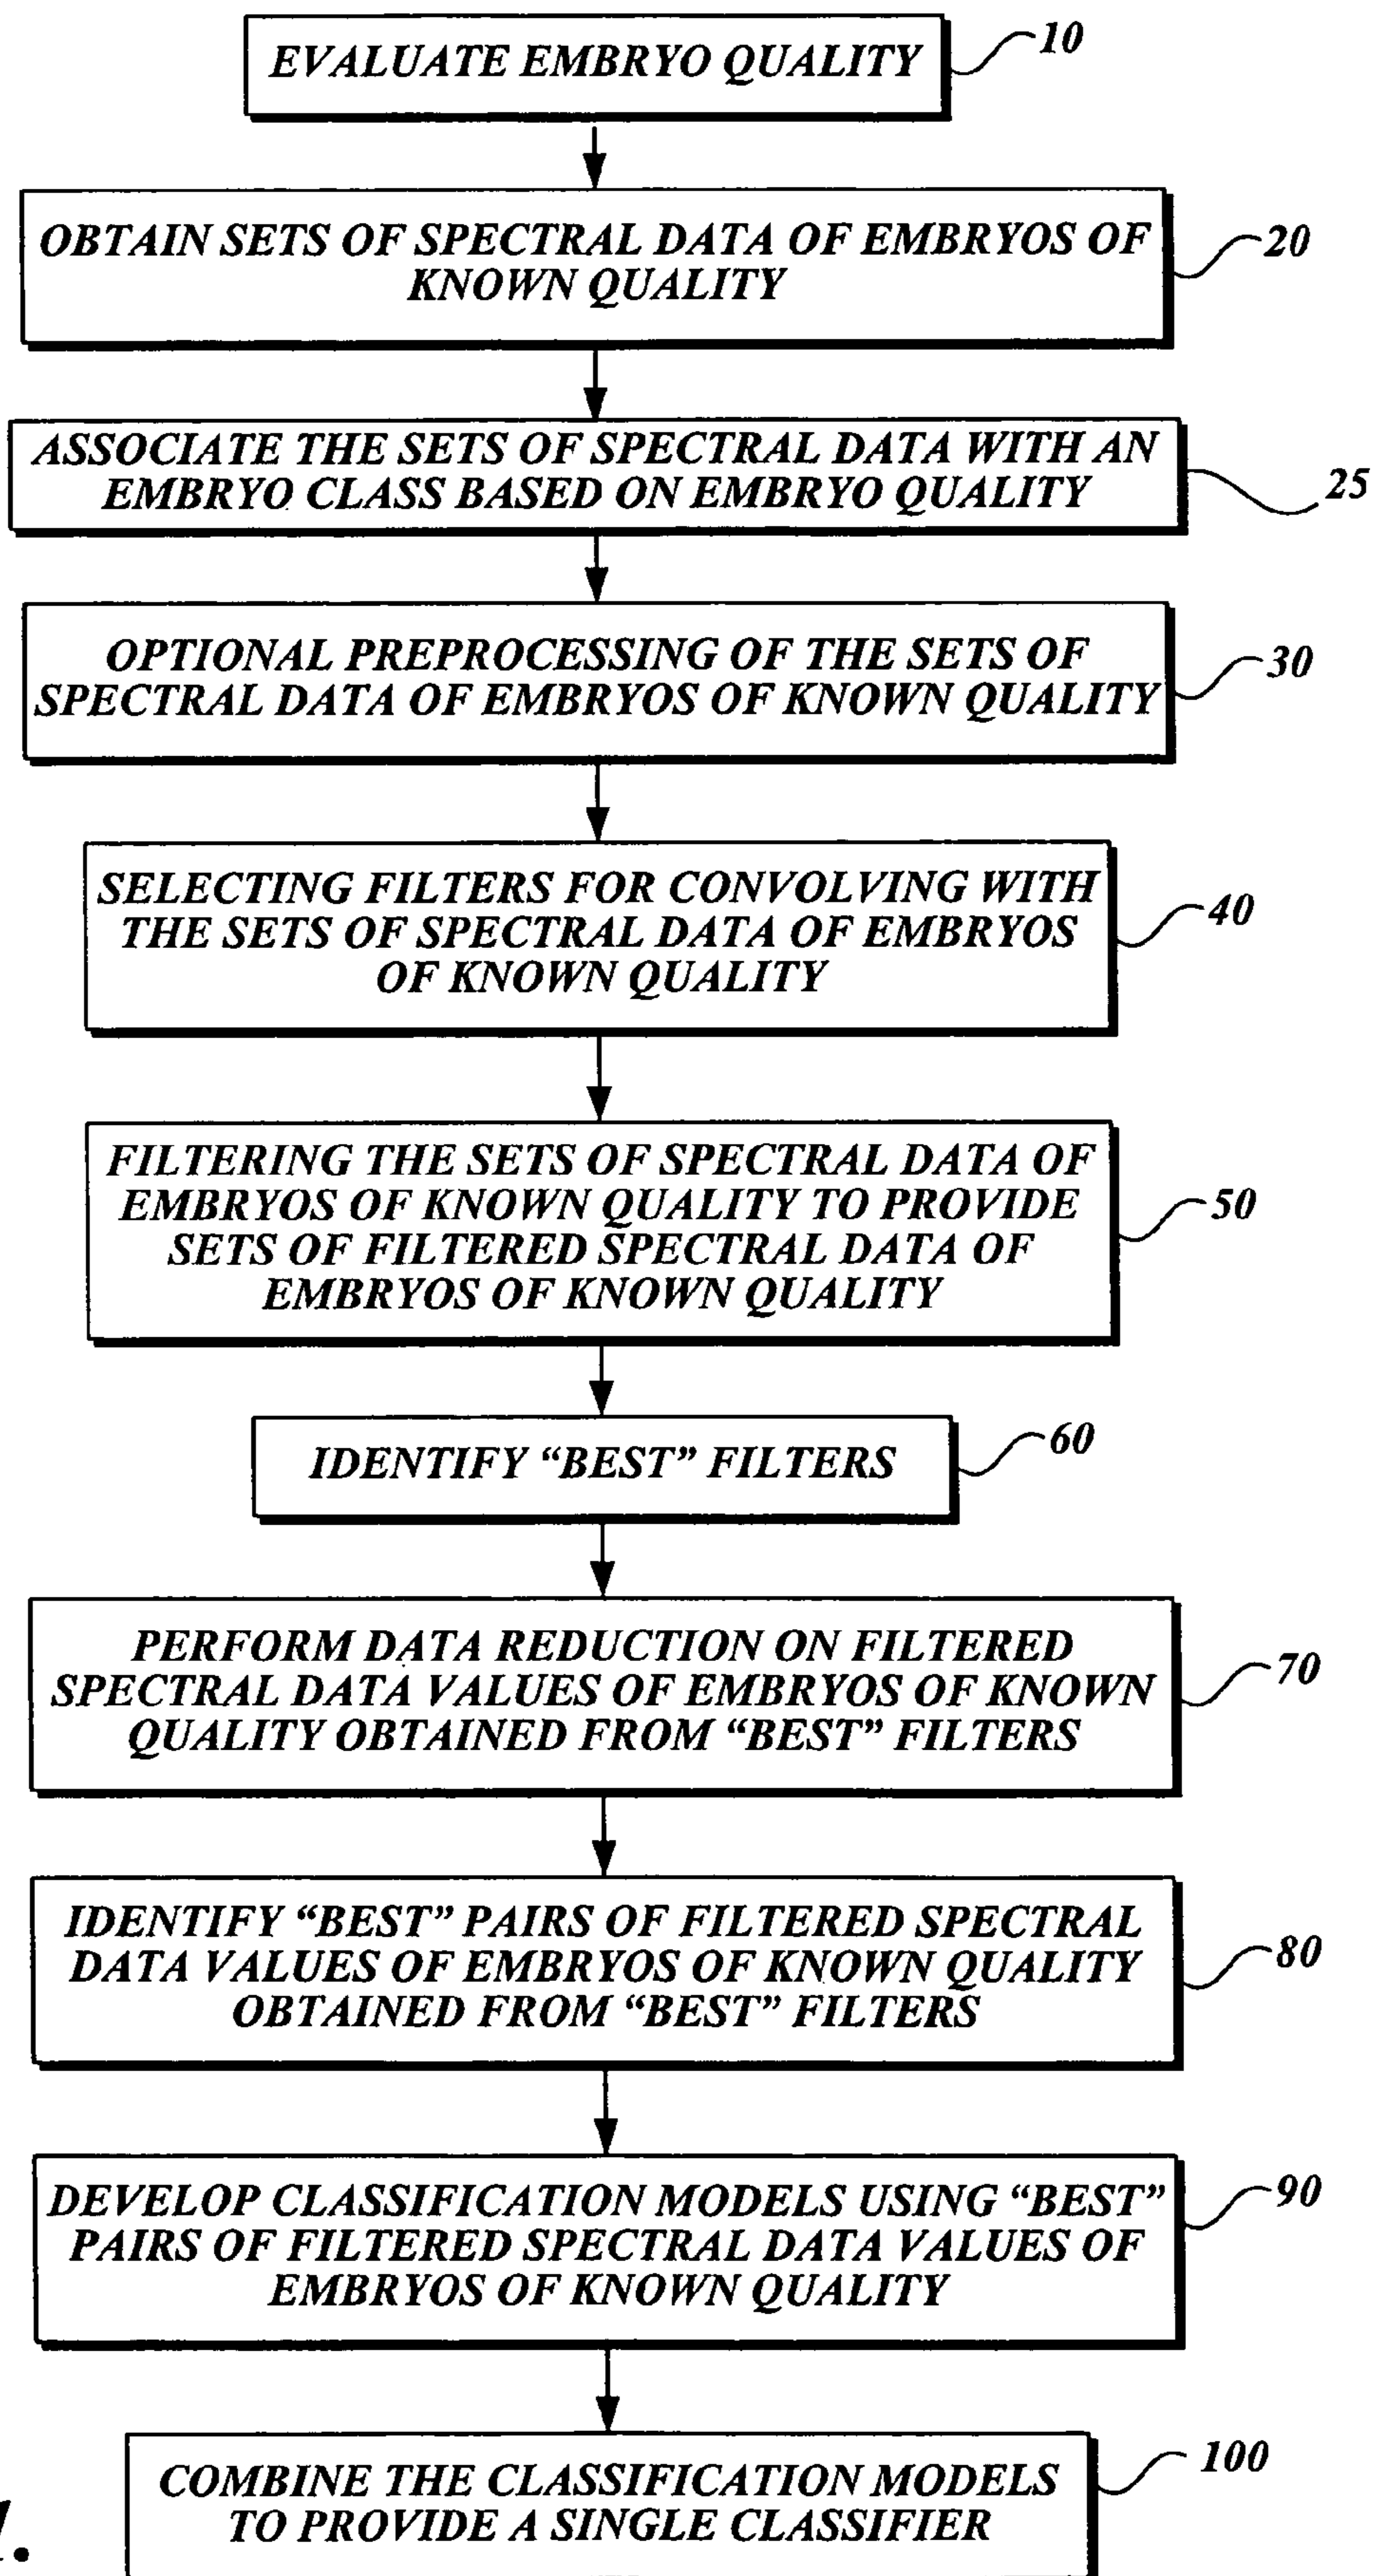 EVALUATE EMBRYO QUALITY
10
OBTAIN SETS OF SPECTRAL DATA OF EMBRYOS OF
KNOWN QUALITY
20
ASSOCIATE THE SETS OF SPECTRAL DATA WITH AN
EMBRYO CLASS BASED ON EMBRYO QUALITY
25
OPTIONAL PREPROCESSING OF THE SETS OF
SPECTRAL DATA OF EMBRYOS OF KNOWN QUALITY
30
SELECTING FILTERS FOR CONVOLVING WITH
THE SETS OF SPECTRAL DATA OF EMBRYOS
OF KNOWN QUALITY
40
FILTERING THE SETS OF SPECTRAL DATA OF
EMBRYOS OF KNOWN QUALITY TO PROVIDE
SETS OF FILTERED SPECTRAL DATA OF
EMBRYOS OF KNOWN QUALITY
50
IDENTIFY “BEST” FILTERS
60
PERFORM DATA REDUCTION ON FILTERED
SPECTRAL DATA VALUES OF EMBRYOS OF KNOWN
QUALITY OBTAINED FROM “BEST” FILTERS
70
IDENTIFY “BEST” PAIRS OF FILTERED SPECTRAL
DATA VALUES OF EMBRYOS OF KNOWN QUALITY
OBTAINED FROM “BEST” FILTERS
80
DEVELOP CLASSIFICATION MODELS USING “BEST”
PAIRS OF FILTERED SPECTRAL DATA VALUES OF
EMBRYOS OF KNOWN QUALITY
90
COMBINE THE CLASSIFICATION MODELS
TO PROVIDE A SINGLE CLASSIFIER
100